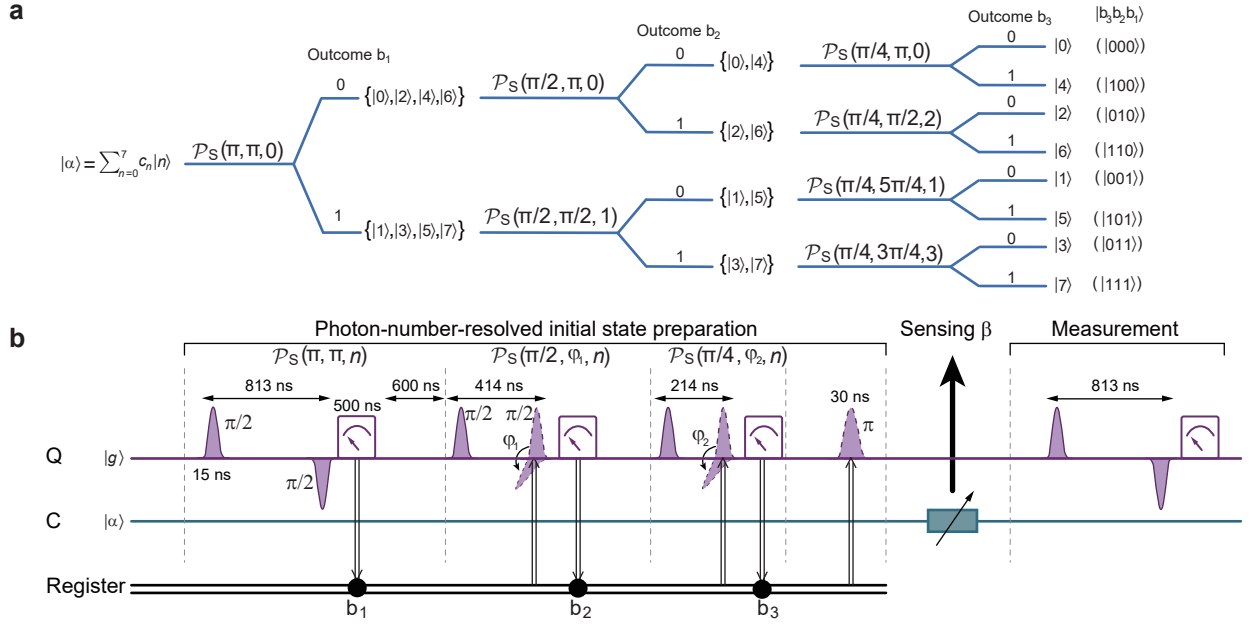 a
Outcome b₁
Outcome b₂
Outcome b₃ |b₃b₂b₁⟩
|α⟩ = ∑⁷ₙ₌₀ cₙ|n⟩
𝒫S(π, π, 0)
0
{|0⟩,|2⟩,|4⟩,|6⟩}
1
{|1⟩,|3⟩,|5⟩,|7⟩}
𝒫S(π/2, π, 0)
0
{|0⟩,|4⟩}
1
{|2⟩,|6⟩}
𝒫S(π/2, π/2, 1)
0
{|1⟩,|5⟩}
1
{|3⟩,|7⟩}
𝒫S(π/4, π, 0)
0 |0⟩ (|000⟩)
1 |4⟩ (|100⟩)
𝒫S(π/4, π/2, 2)
0 |2⟩ (|010⟩)
1 |6⟩ (|110⟩)
𝒫S(π/4, 5π/4, 1)
0 |1⟩ (|001⟩)
1 |5⟩ (|101⟩)
𝒫S(π/4, 3π/4, 3)
0 |3⟩ (|011⟩)
1 |7⟩ (|111⟩)
b
Photon-number-resolved initial state preparation
Sensing β
Measurement
𝒫S(π, π, n)
𝒫S(π/2, φ₁, n)
𝒫S(π/4, φ₂, n)
813 ns
500 ns
600 ns
414 ns
214 ns
30 ns
813 ns
π/2
π/2
π/2
π/2
φ₁
φ₂
π
15 ns
Q |g⟩
C |α⟩
Register
b₁
b₂
b₃